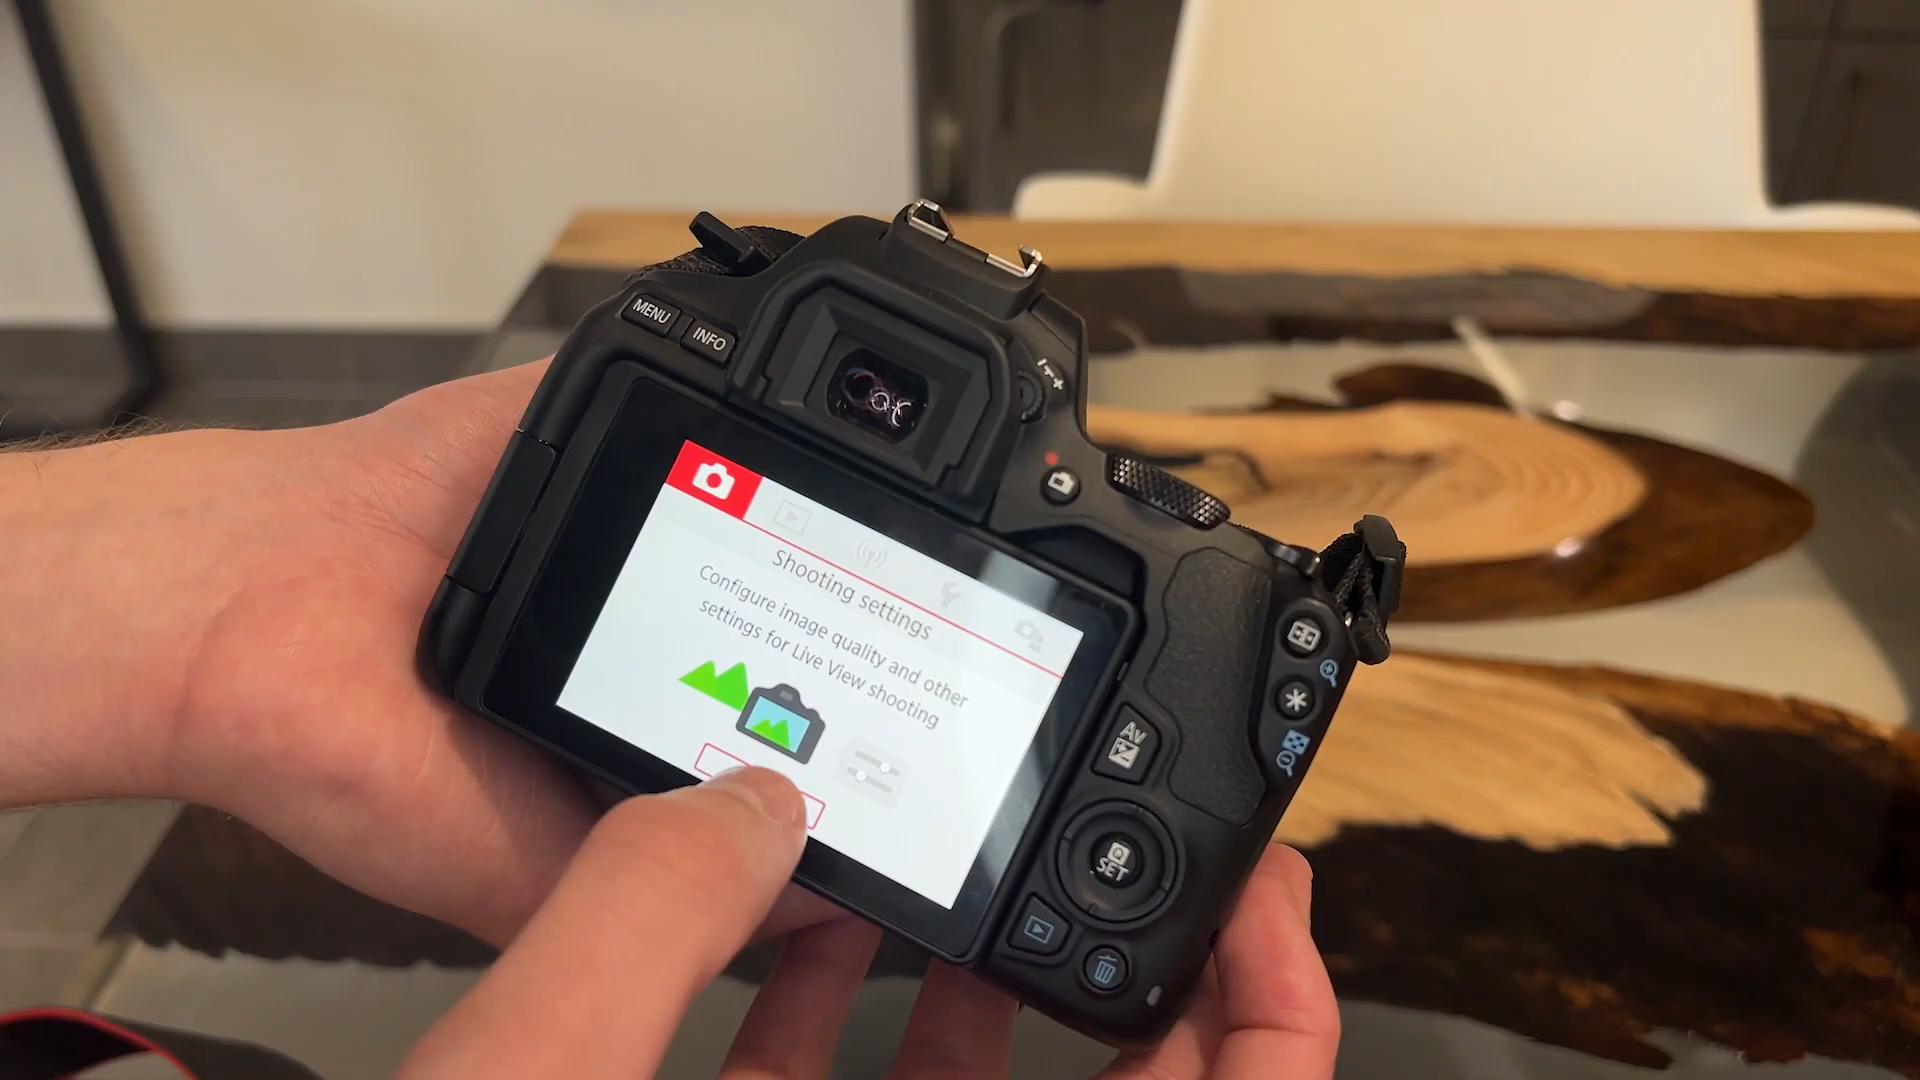 MENU
INFO
Shooting settings
Configure image quality and other
settings for Live View shooting
Av
Q
SET